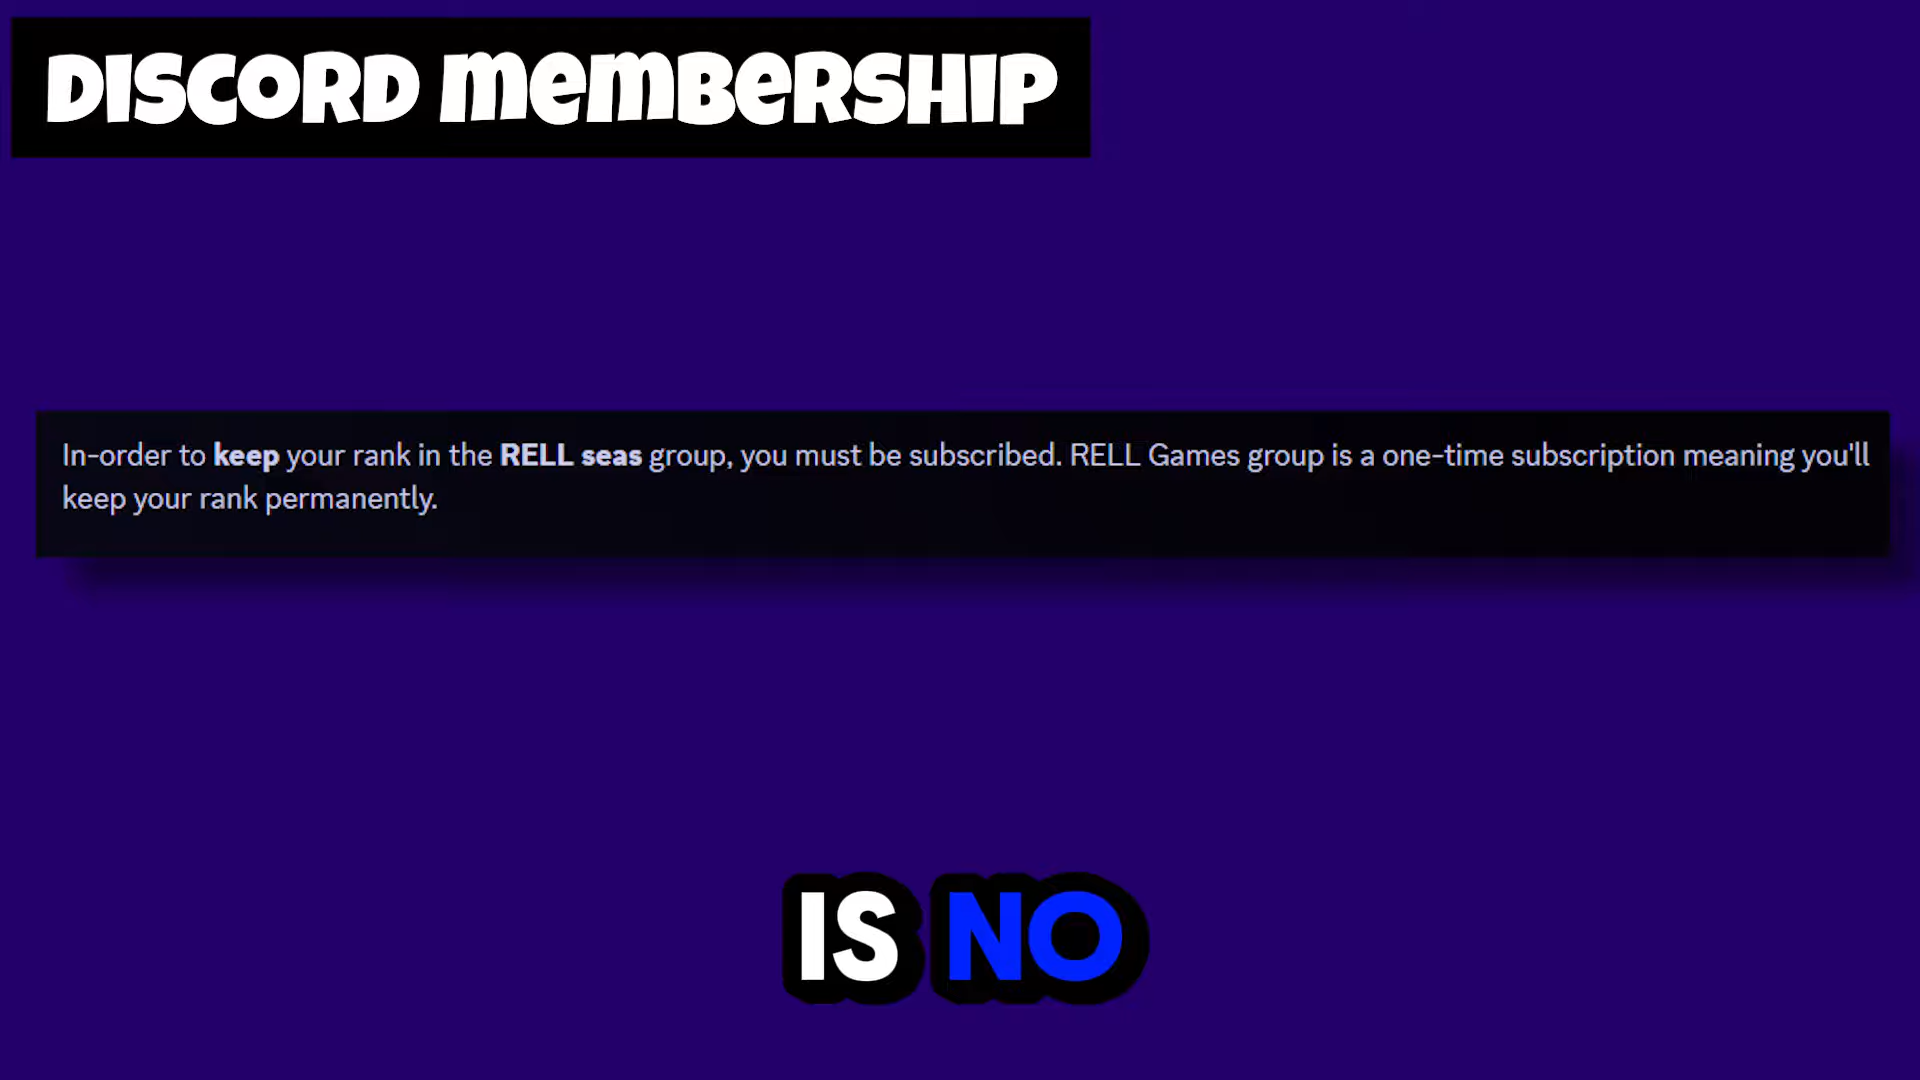 DISCORD MEMBERSHIP
In-order to keep your rank in the RELL seas group, you must be subscribed. RELL Games group is a one-time subscription meaning you'll
keep your rank permanently.
IS NO